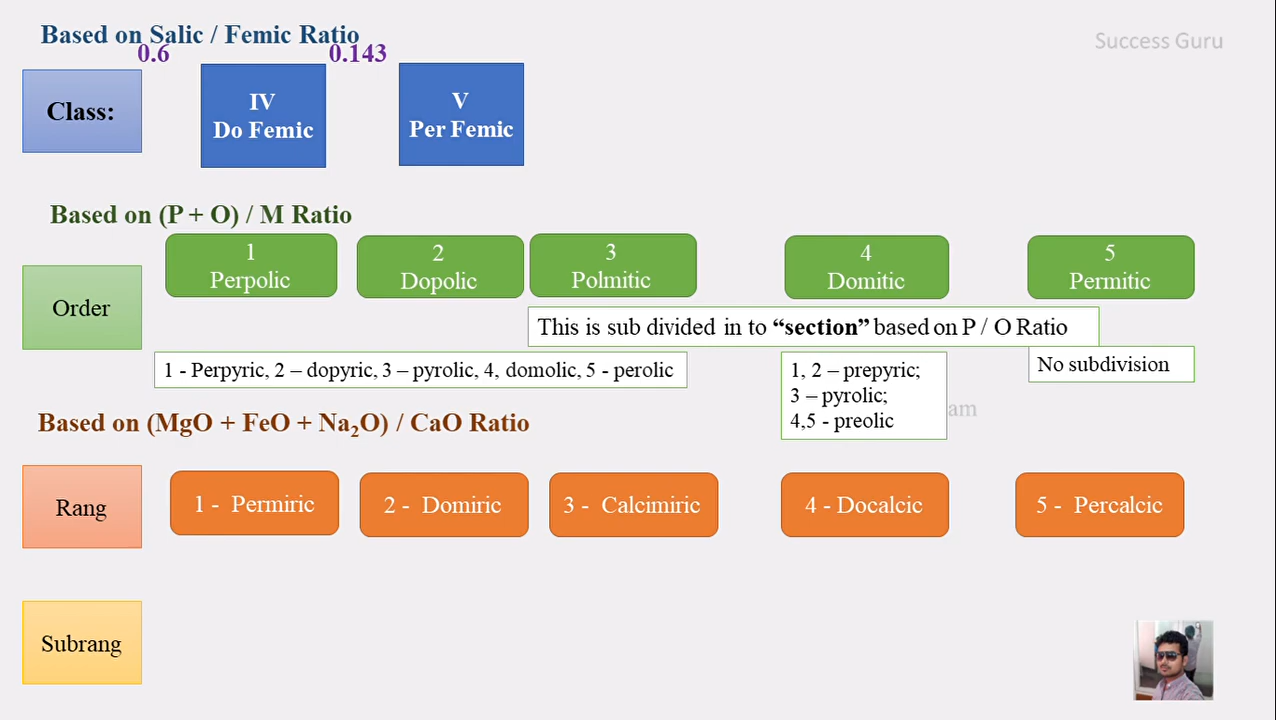 Based on Salic / Femic Ratio
Success Guru
0.6
0.143
Class:
IV
Do Femic
V
Per Femic
Based on (P + O) / M Ratio
Order
1
Perpolic
2
Dopolic
3
Polmitic
4
Domitic
5
Permitic
This is sub divided in to “section” based on P / O Ratio
1 - Perpyric, 2 – dopyric, 3 – pyrolic, 4, domolic, 5 - perolic
1, 2 – prepyric;
3 – pyrolic;
4,5 - preolic
No subdivision
am
Based on (MgO + FeO + Na₂O) / CaO Ratio
Rang
1 - Permiric
2 - Domiric
3 - Calcimiric
4 - Docalcic
5 - Percalcic
Subrang